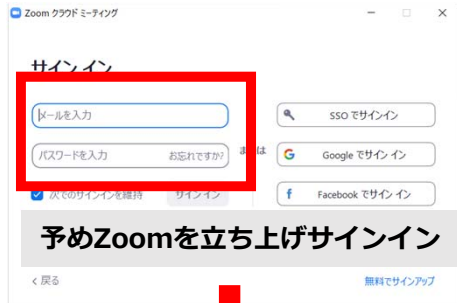 Zoom クラウド ミーティング
サイン イン
メールを入力
パスワードを入力
お忘れですか?
次でのサインインを維持
サイン イン
または
SSO でサインイン
Google でサイン イン
Facebook でサイン イン
予めZoomを立ち上げサインイン
< 戻る
無料でサインアップ